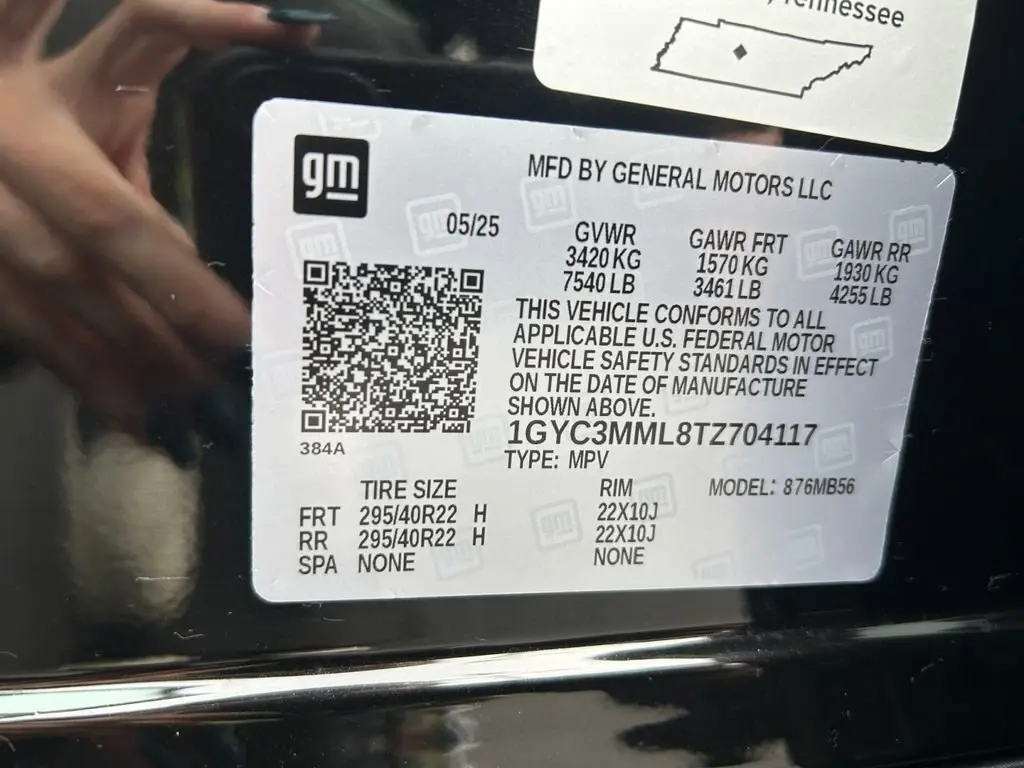 , Tennessee
gm
MFD BY GENERAL MOTORS LLC
05/25
GVWR
3420 KG
7540 LB
GAWR FRT
1570 KG
3461 LB
GAWR RR
1930 KG
4255 LB
THIS VEHICLE CONFORMS TO ALL
APPLICABLE U.S. FEDERAL MOTOR
VEHICLE SAFETY STANDARDS IN EFFECT
ON THE DATE OF MANUFACTURE
SHOWN ABOVE.
1GYC3MML8TZ704117
384A
TYPE: MPV
TIRE SIZE RIM MODEL: 876MB56
FRT 295/40R22 H 22X10J
RR 295/40R22 H 22X10J
SPA NONE NONE